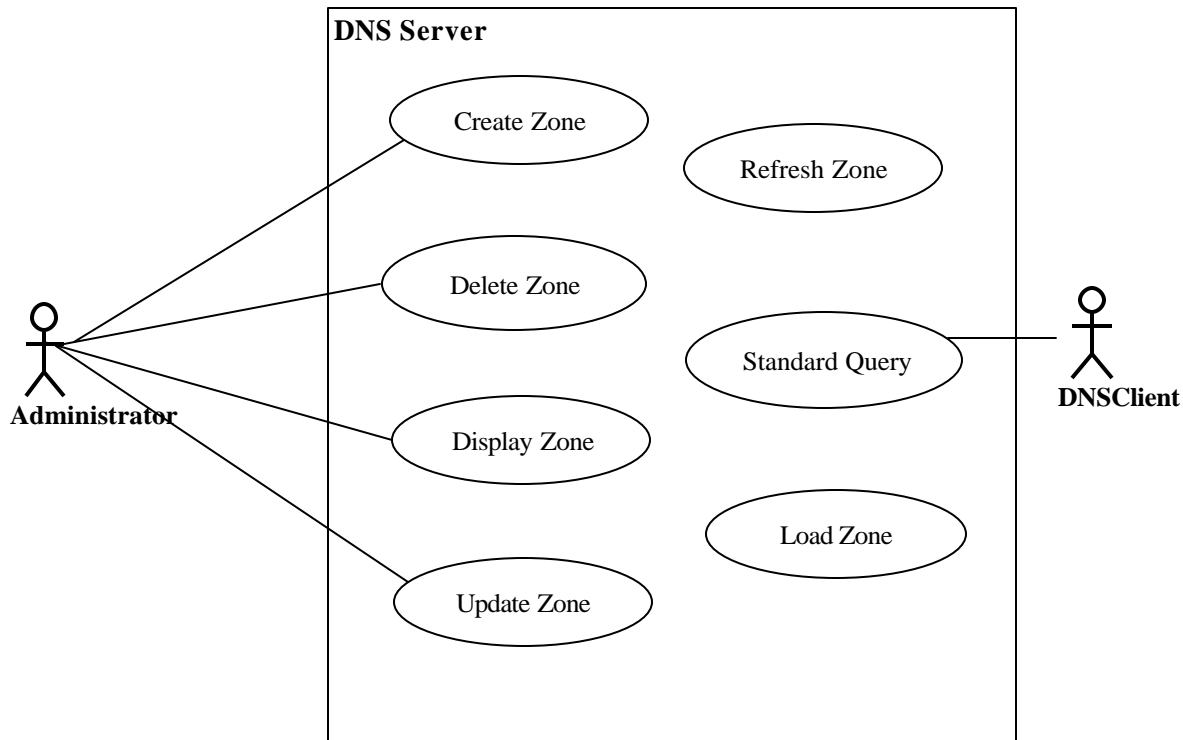 DNS Server
Create Zone
Refresh Zone
Delete Zone
Standard Query
Administrator
DNSClient
Display Zone
Load Zone
Update Zone